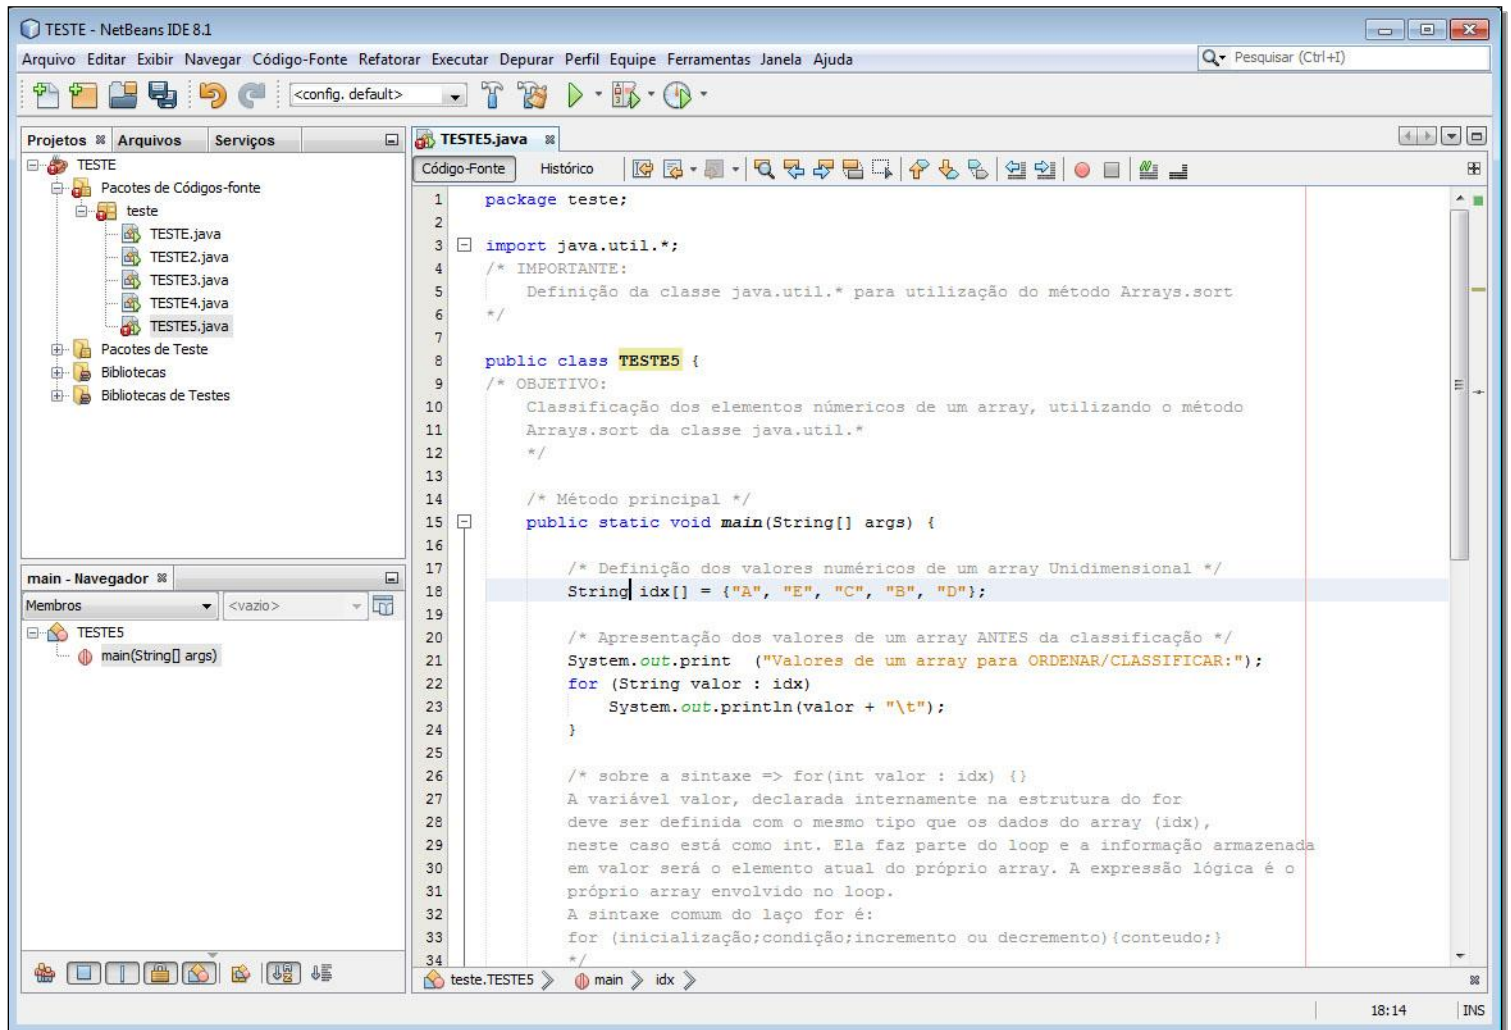 TESTE - NetBeans IDE 8.1
Arquivo Editar Exibir Navegar Código-Fonte Refatorar Executar Depurar Perfil Equipe Ferramentas Janela Ajuda
Pesquisar (Ctrl+I)
<config. default>
Projetos Arquivos Serviços
TESTE
Pacotes de Códigos-fonte
teste
TESTE.java
TESTE2.java
TESTE3.java
TESTE4.java
TESTE5.java
Pacotes de Teste
Bibliotecas
Bibliotecas de Testes
main - Navegador
Membros <vazio>
TESTE5
main(String[] args)
TESTE5.java
Código-Fonte Histórico
1 package teste;
2
3 import java.util.*;
4 /* IMPORTANTE:
5 Definição da classe java.util.* para utilização do método Arrays.sort
6 */
7
8 public class TESTE5 {
9 /* OBJETIVO:
10 Classificação dos elementos númericos de um array, utilizando o método
11 Arrays.sort da classe java.util.*
12 */
13
14 /* Método principal */
15 public static void main(String[] args) {
16
17 /* Definição dos valores numéricos de um array Unidimensional */
18 String idx[] = {"A", "E", "C", "B", "D"};
19
20 /* Apresentação dos valores de um array ANTES da classificação */
21 System.out.print ("Valores de um array para ORDENAR/CLASSIFICAR:");
22 for (String valor : idx)
23 System.out.println(valor + "\t");
24 }
25
26 /* sobre a sintaxe => for(int valor : idx) {}
27 A variável valor, declarada internamente na estrutura do for
28 deve ser definida com o mesmo tipo que os dados do array (idx),
29 neste caso está como int. Ela faz parte do loop e a informação armazenada
30 em valor será o elemento atual do próprio array. A expressão lógica é o
31 próprio array envolvido no loop.
32 A sintaxe comum do laço for é:
33 for (inicialização;condição;incremento ou decremento){conteudo;}
34 */
teste.TESTE5 main idx
18:14 INS